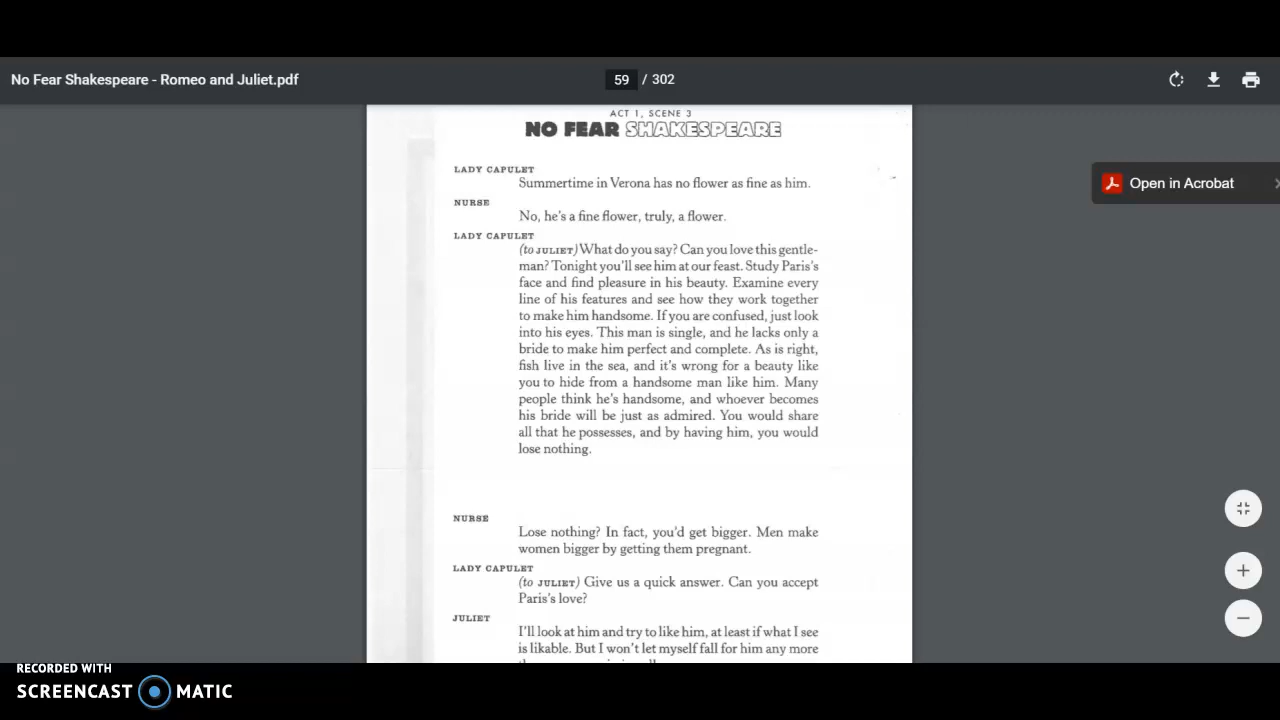 No Fear Shakespeare - Romeo and Juliet.pdf
59 / 302
Open in Acrobat
ACT 1, SCENE 3
NO FEAR SHAKESPEARE
LADY CAPULET
Summertime in Verona has no flower as fine as him.
NURSE
No, he's a fine flower, truly, a flower.
LADY CAPULET
(to JULIET) What do you say? Can you love this gentle-
man? Tonight you'll see him at our feast. Study Paris's
face and find pleasure in his beauty. Examine every
line of his features and see how they work together
to make him handsome. If you are confused, just look
into his eyes. This man is single, and he lacks only a
bride to make him perfect and complete. As is right,
fish live in the sea, and it's wrong for a beauty like
you to hide from a handsome man like him. Many
people think he's handsome, and whoever becomes
his bride will be just as admired. You would share
all that he possesses, and by having him, you would
lose nothing.
NURSE
Lose nothing? In fact, you'd get bigger. Men make
women bigger by getting them pregnant.
LADY CAPULET
(to JULIET) Give us a quick answer. Can you accept
Paris's love?
JULIET
I'll look at him and try to like him, at least if what I see
is likable. But I won't let myself fall for him any more
RECORDED WITH
SCREENCAST MATIC